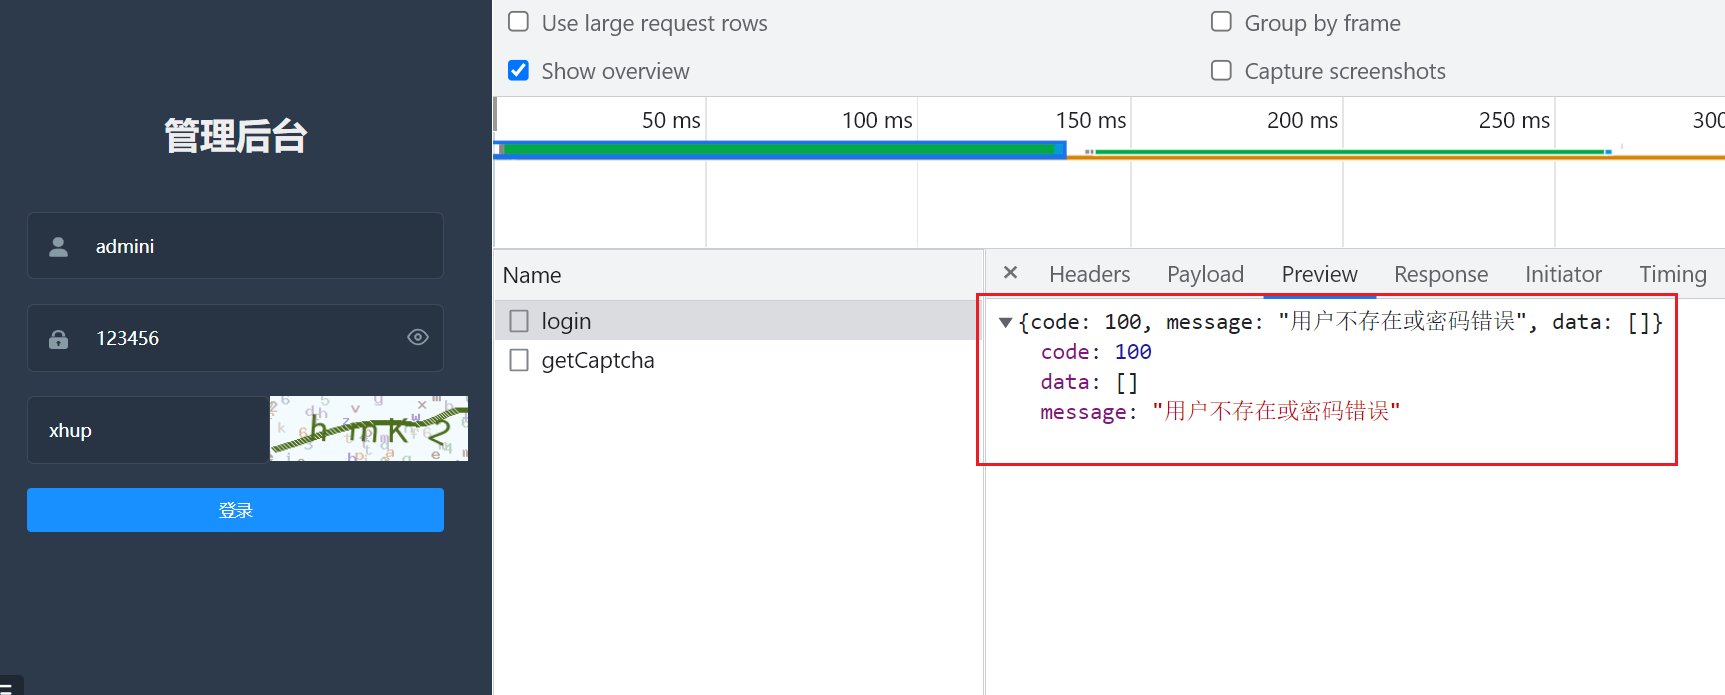 管理后台
admini
123456
xhup
hmK2
登录
Use large request rows
Group by frame
Show overview
Capture screenshots
50 ms
100 ms
150 ms
200 ms
250 ms
300
Name
login
getCaptcha
Headers
Payload
Preview
Response
Initiator
Timing
{code: 100, message: "用户不存在或密码错误", data: []}
code: 100
data: []
message: "用户不存在或密码错误"